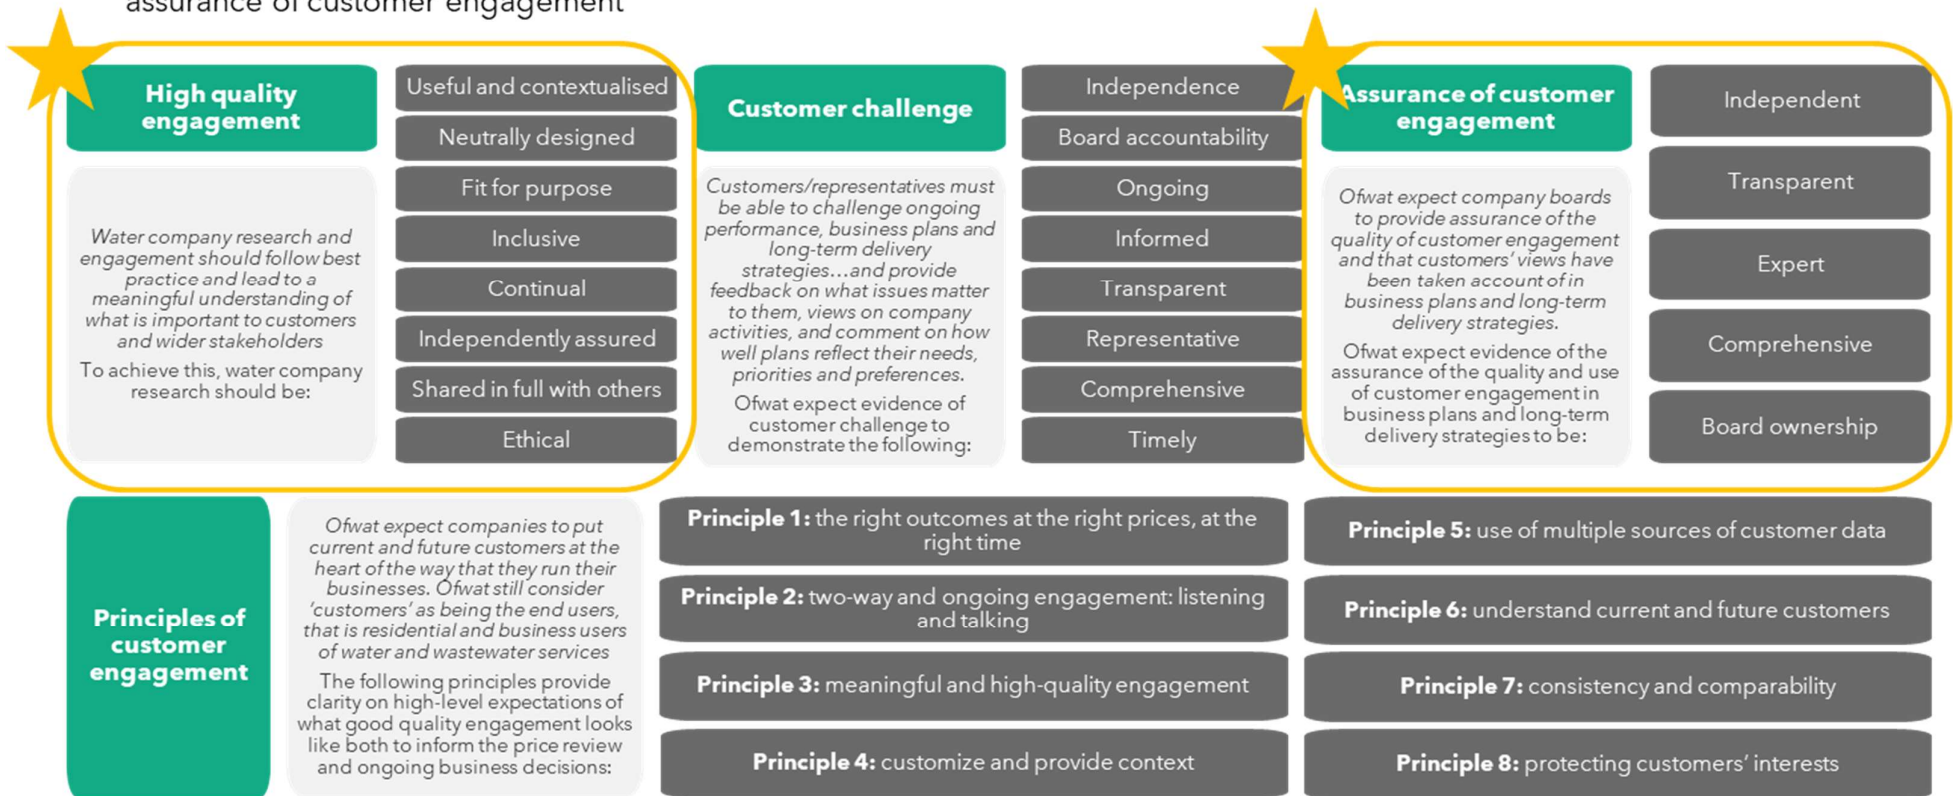 assurance of customer engagement
High quality
engagement
Water company research and
engagement should follow best
practice and lead to a
meaningful understanding of
what is important to customers
and wider stakeholders
To achieve this, water company
research should be:
Useful and contextualised
Neutrally designed
Fit for purpose
Inclusive
Continual
Independently assured
Shared in full with others
Ethical
Customer challenge
Customers/representatives must
be able to challenge ongoing
performance, business plans and
long-term delivery
strategies...and provide
feedback on what issues matter
to them, views on company
activities, and comment on how
well plans reflect their needs,
priorities and preferences.
Ofwat expect evidence of
customer challenge to
demonstrate the following:
Independence
Board accountability
Ongoing
Informed
Transparent
Representative
Comprehensive
Timely
Assurance of customer
engagement
Ofwat expect company boards
to provide assurance of the
quality of customer engagement
and that customers' views have
been taken account of in
business plans and long-term
delivery strategies.
Ofwat expect evidence of the
assurance of the quality and use
of customer engagement in
business plans and long-term
delivery strategies to be:
Independent
Transparent
Expert
Comprehensive
Board ownership
Principles of
customer
engagement
Ofwat expect companies to put
current and future customers at the
heart of the way that they run their
businesses. Ofwat still consider
'customers' as being the end users,
that is residential and business users
of water and wastewater services
The following principles provide
clarity on high-level expectations of
what good quality engagement looks
like both to inform the price review
and ongoing business decisions:
Principle 1: the right outcomes at the right prices, at the
right time
Principle 2: two-way and ongoing engagement: listening
and talking
Principle 3: meaningful and high-quality engagement
Principle 4: customize and provide context
Principle 5: use of multiple sources of customer data
Principle 6: understand current and future customers
Principle 7: consistency and comparability
Principle 8: protecting customers' interests